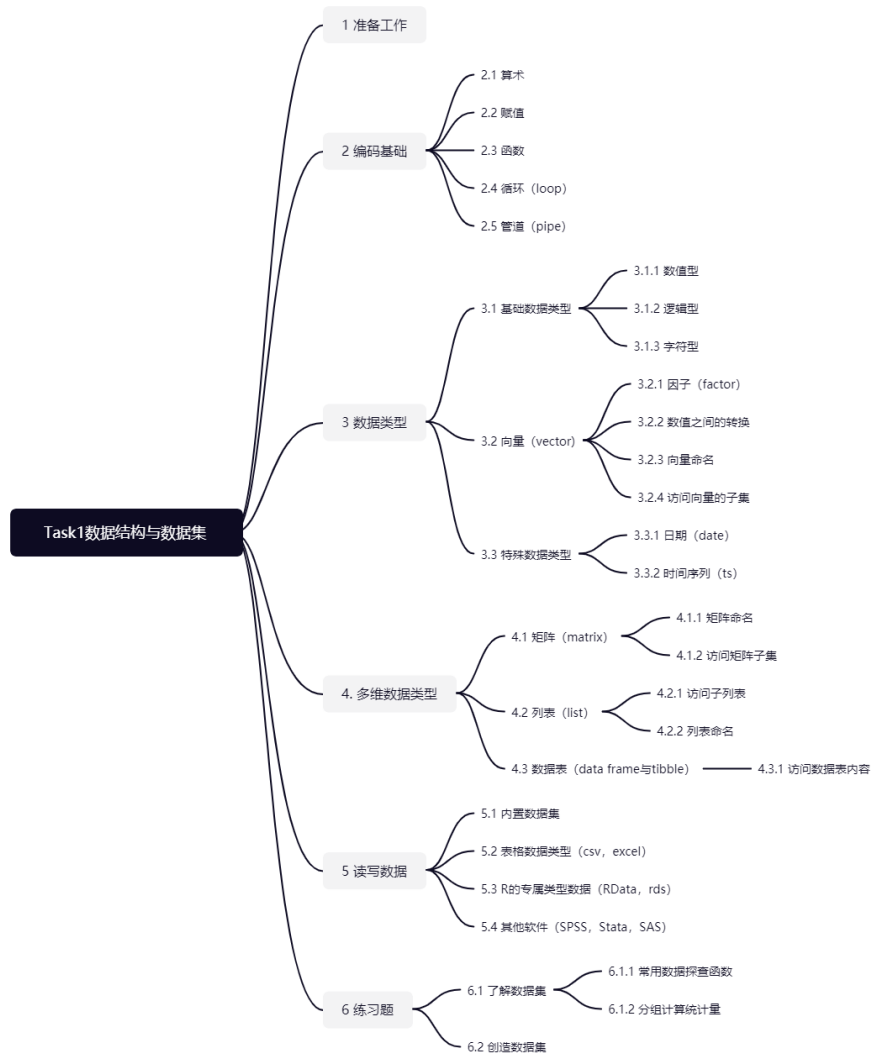 Task1数据结构与数据集
1 准备工作
2 编码基础
2.1 算术
2.2 赋值
2.3 函数
2.4 循环（loop）
2.5 管道（pipe）
3 数据类型
3.1 基础数据类型
3.1.1 数值型
3.1.2 逻辑型
3.1.3 字符型
3.2 向量（vector)
3.2.1 因子（factor）
3.2.2 数值之间的转换
3.2.3 向量命名
3.2.4 访问向量的子集
3.3 特殊数据类型
3.3.1 日期（date）
3.3.2 时间序列（ts）
4. 多维数据类型
4.1 矩阵（matrix）
4.1.1 矩阵命名
4.1.2 访问矩阵子集
4.2 列表（list）
4.2.1 访问子列表
4.2.2 列表命名
4.3 数据表（data frame与tibble）
4.3.1 访问数据表内容
5 读写数据
5.1 内置数据集
5.2 表格数据类型（csv，excel）
5.3 R的专属类型数据（RData，rds）
5.4 其他软件（SPSS，Stata，SAS）
6 练习题
6.1 了解数据集
6.1.1 常用数据探查函数
6.1.2 分组计算统计量
6.2 创造数据集